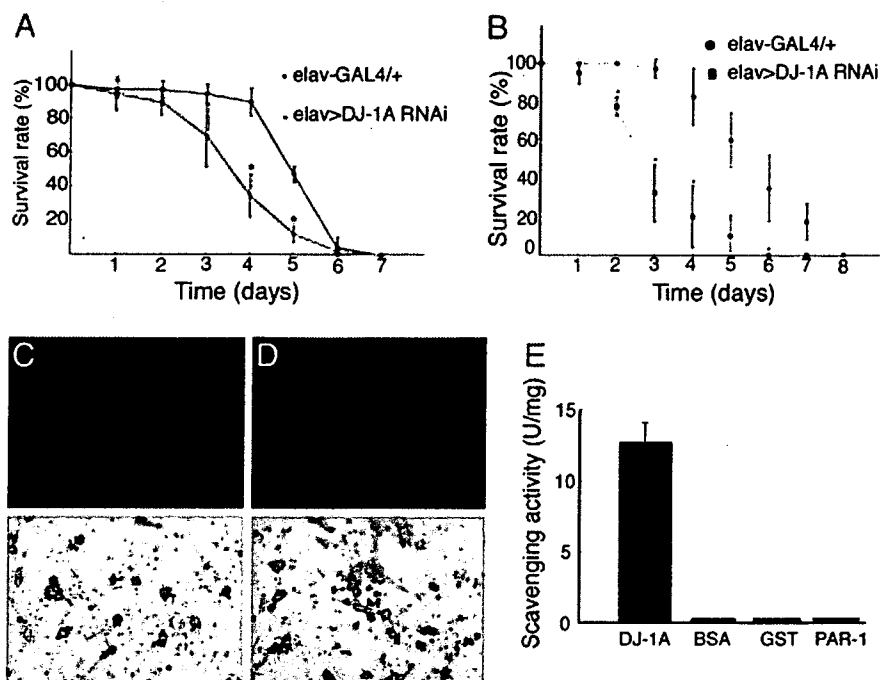 A
Survival rate (%)
100
80
60
40
20
1 2 3 4 5 6 7
Time (days)
elav-GAL4/+
elav>DJ-1A RNAi
B
Survival rate (%)
100
80
60
40
20
0
1 2 3 4 5 6 7 8
Time (days)
elav-GAL4/+
elav>DJ-1A RNAi
C
D
E
Scavenging activity (U/mg)
15
10
5
0
DJ-1A BSA GST PAR-1